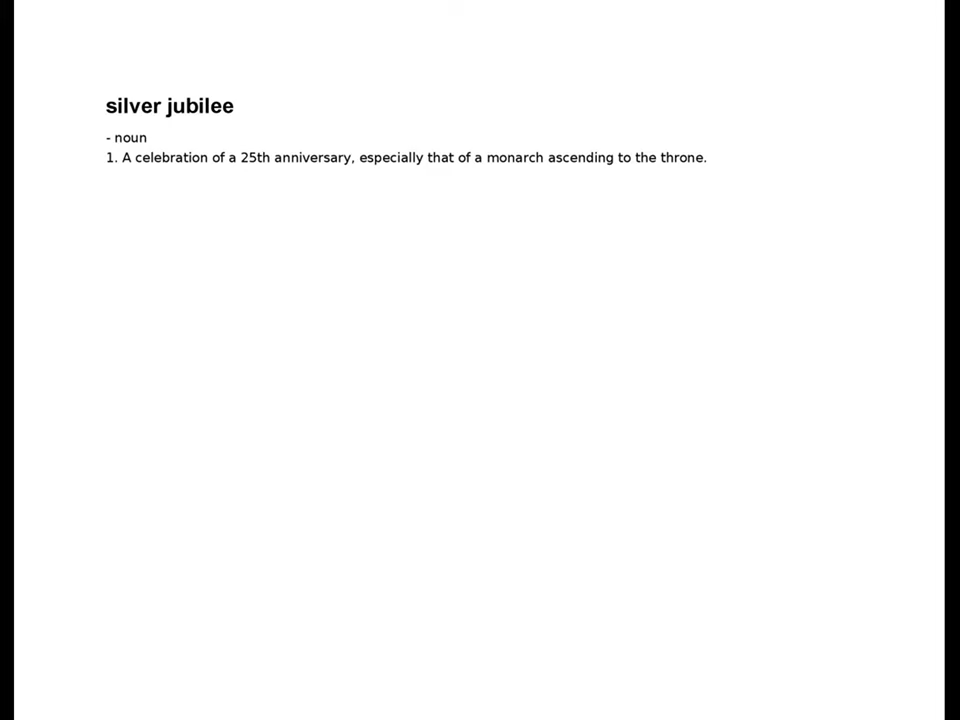 silver jubilee
- noun
1. A celebration of a 25th anniversary, especially that of a monarch ascending to the throne.